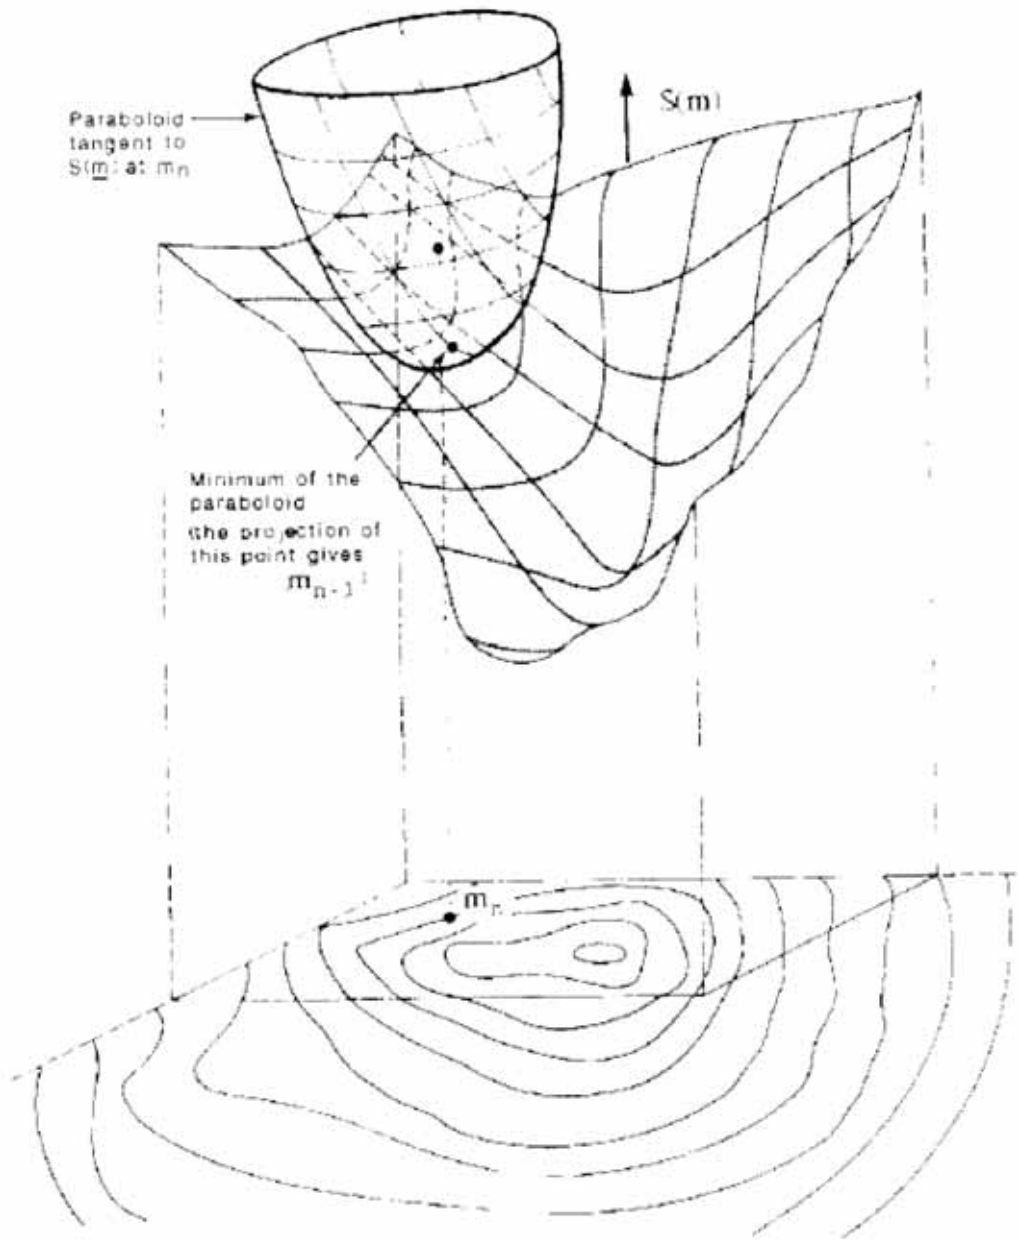 S(m)
Paraboloid
tangent to
S(m) at mn
Minimum of the
paraboloid
(the projection of
this point gives
mn-1
mn